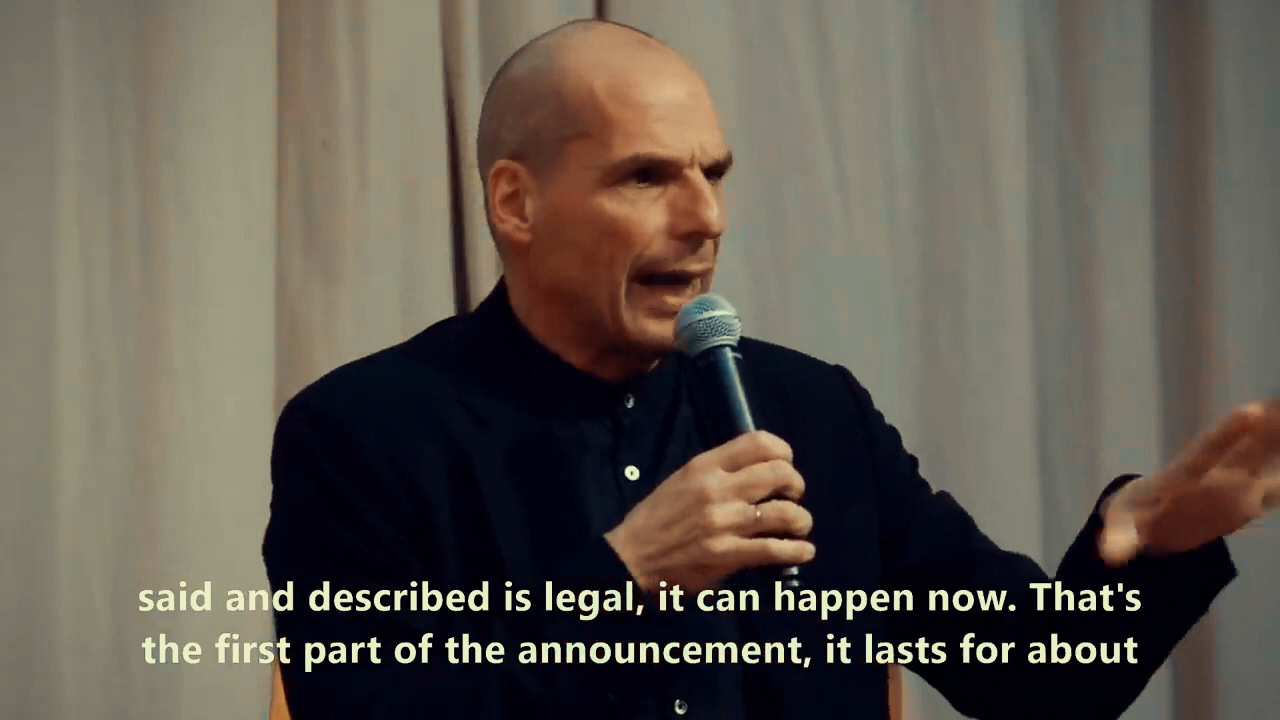 said and described is legal, it can happen now. That's
the first part of the announcement, it lasts for about